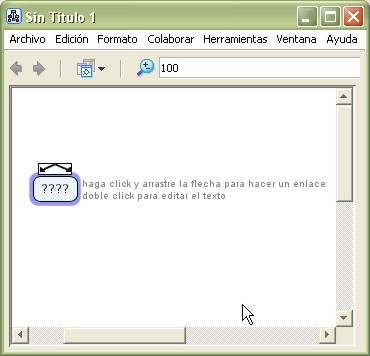 Sin Título 1
Archivo Edición Formato Colaborar Herramientas Ventana Ayuda
100
???? haga click y arrastre la flecha para hacer un enlace
doble click para editar el texto